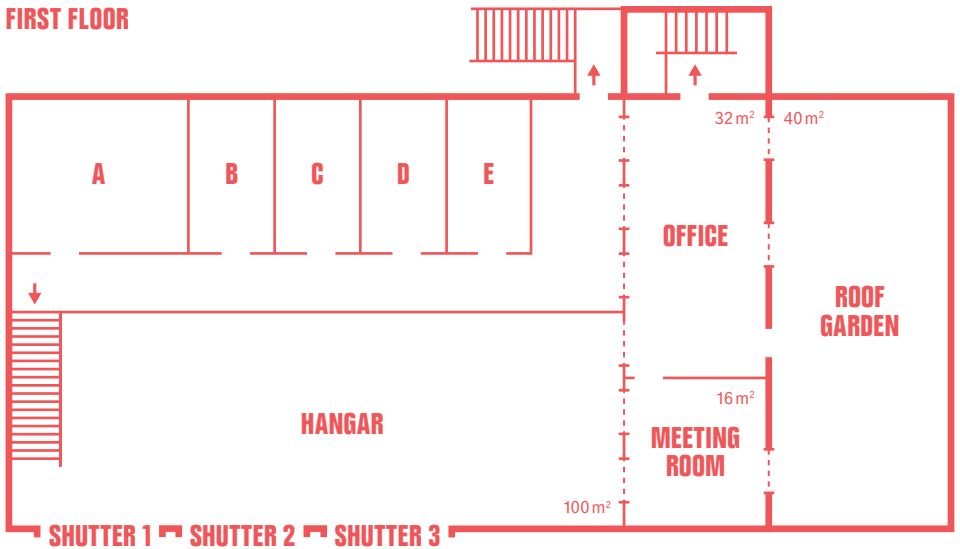 FIRST FLOOR
32 m² 40 m²
A B C D E
OFFICE
ROOF
GARDEN
16 m²
HANGAR
MEETING
ROOM
100 m²
SHUTTER 1 SHUTTER 2 SHUTTER 3